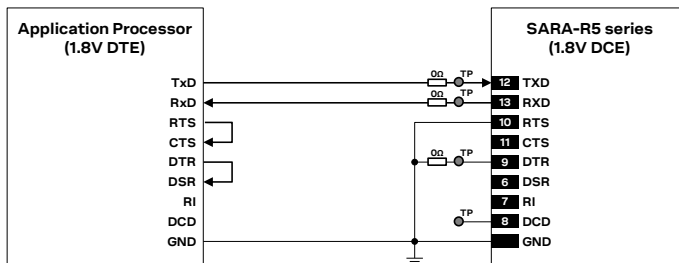 Application Processor
(1.8V DTE)
SARA-R5 series
(1.8V DCE)
TxD 0Ω TP 12 TXD
RxD 0Ω TP 13 RXD
RTS 10 RTS
CTS 11 CTS
DTR 0Ω TP 9 DTR
DSR 6 DSR
RI 7 RI
DCD TP 8 DCD
GND GND